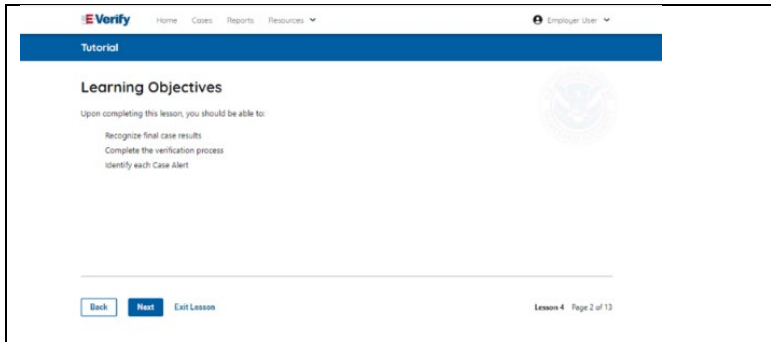 E-Verify Home Cases Reports Resources Employer User
Tutorial
Learning Objectives
Upon completing this lesson, you should be able to:
Recognize final case results
Complete the verification process
Identify each Case Alert
Back Next Exit Lesson Lesson 4 Page 2 of 13